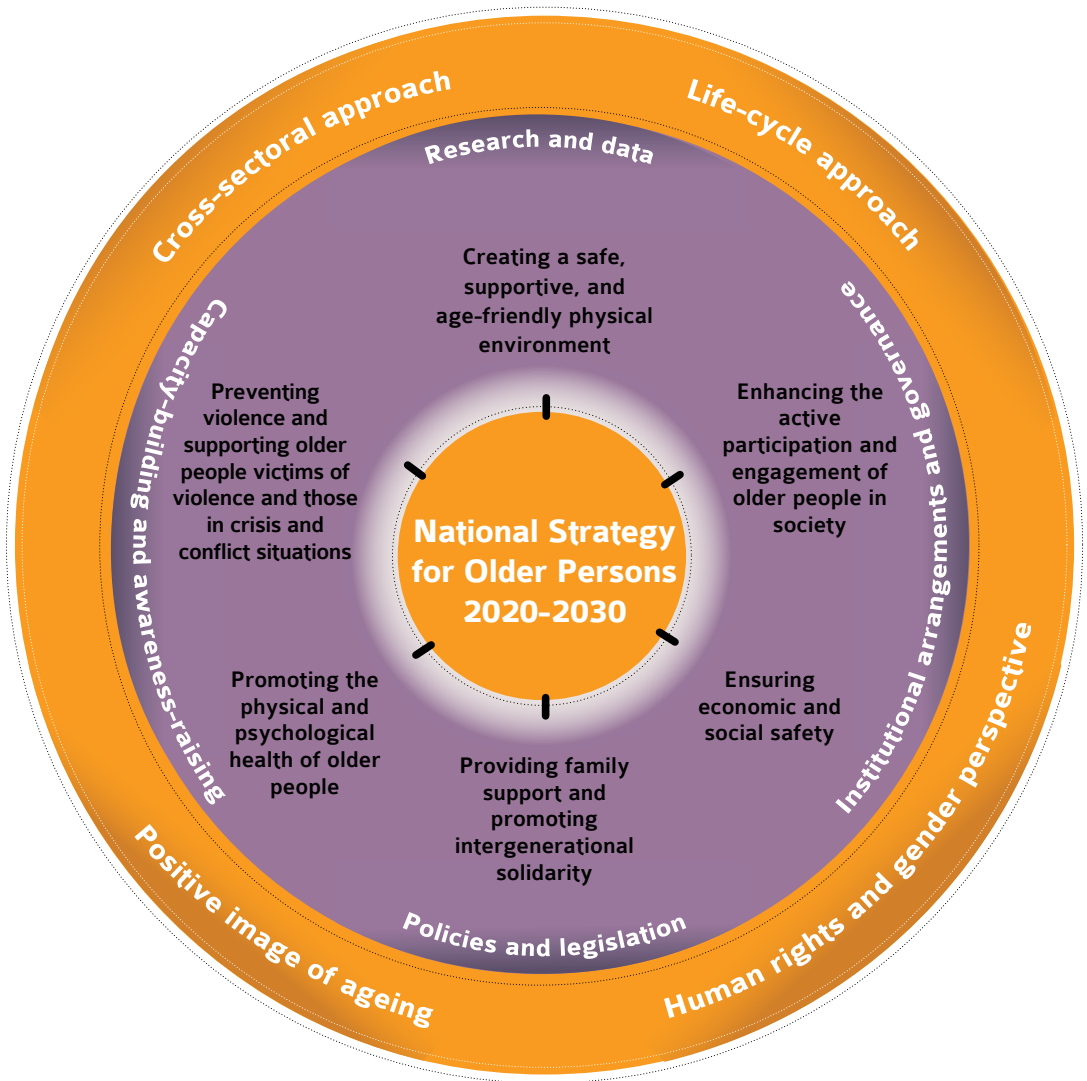 Cross-sectoral approach
Life-cycle approach
Research and data
Creating a safe,
supportive, and
age-friendly physical
environment
Capacity-building and awareness-raising
Institutional arrangements and governance
Preventing
violence and
supporting older
people victims of
violence and those
in crisis and
conflict situations
Enhancing the
active
participation and
engagement of
older people in
society
National Strategy
for Older Persons
2020-2030
Promoting the
physical and
psychological
health of older
people
Ensuring
economic and
social safety
Providing family
support and
promoting
intergenerational
solidarity
Policies and legislation
Positive image of ageing
Human rights and gender perspective